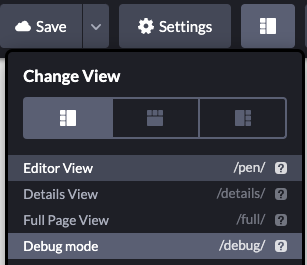 Save
Settings
Change View
Editor View /pen/ ?
Details View /details/ ?
Full Page View /full/ ?
Debug mode /debug/ ?